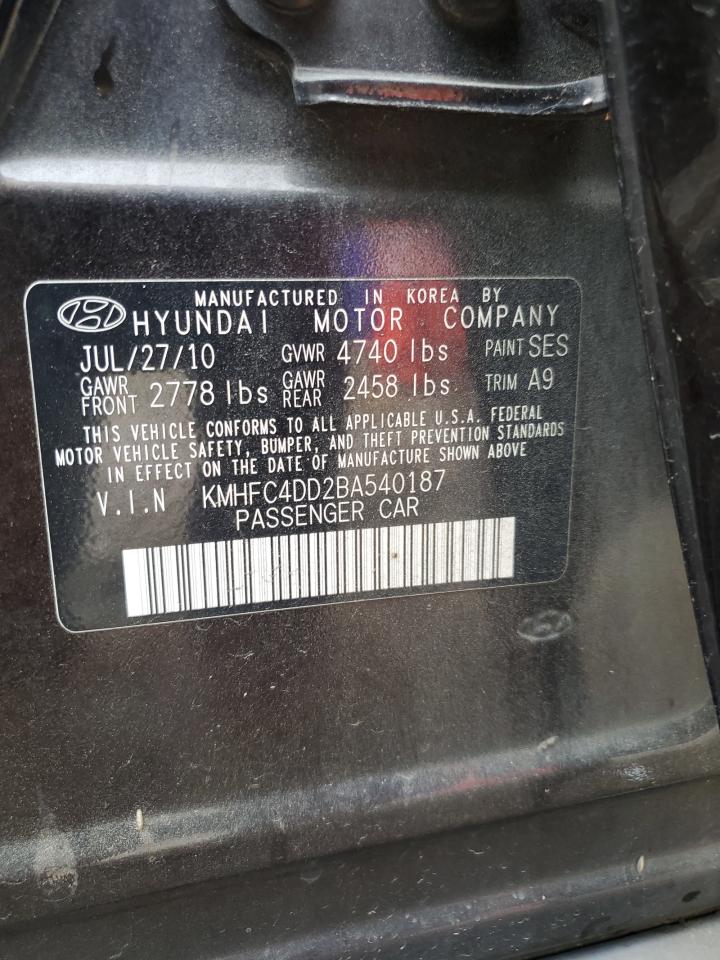 MANUFACTURED IN KOREA BY
HYUNDAI MOTOR COMPANY
JUL/27/10 GVWR 4740 lbs PAINT SES
GAWR FRONT 2778 lbs GAWR REAR 2458 lbs TRIM A9
THIS VEHICLE CONFORMS TO ALL APPLICABLE U.S.A. FEDERAL
MOTOR VEHICLE SAFETY, BUMPER, AND THEFT PREVENTION STANDARDS
IN EFFECT ON THE DATE OF MANUFACTURE SHOWN ABOVE
V.I.N KMHFC4DD2BA540187
PASSENGER CAR